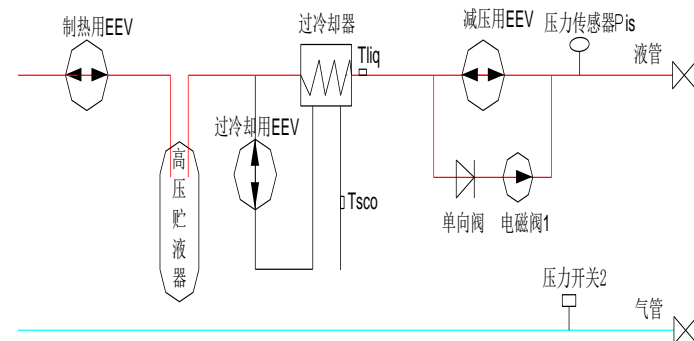 制热用EEV
过冷却器
减压用EEV
压力传感器Pis
Tliq
液管
过冷却用EEV
高压贮液器
Tsco
单向阀
电磁阀1
压力开关2
气管